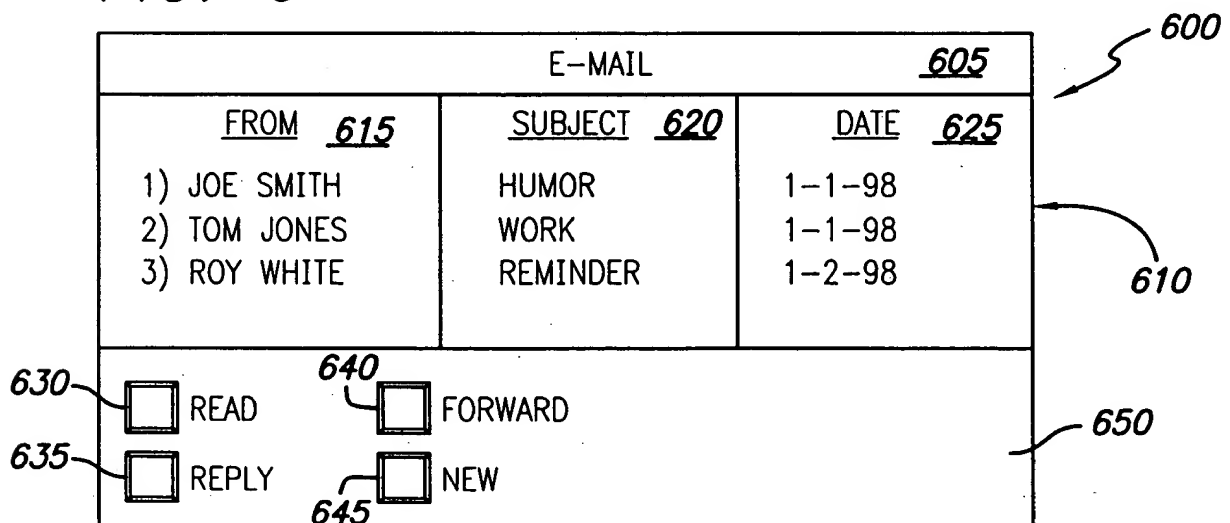 600
E-MAIL 605
FROM 615 SUBJECT 620 DATE 625
1) JOE SMITH HUMOR 1-1-98
2) TOM JONES WORK 1-1-98
3) ROY WHITE REMINDER 1-2-98
610
630 READ 640 FORWARD
650
635 REPLY 645 NEW